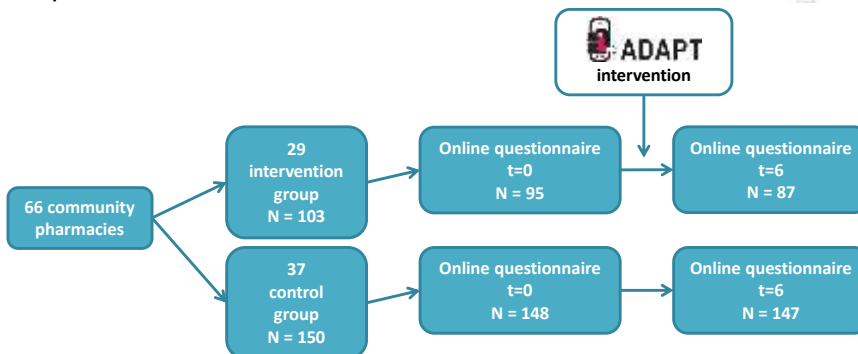 ADAPT
intervention
29
intervention
group
N = 103
Online questionnaire
t=0
N = 95
Online questionnaire
t=6
N = 87
66 community
pharmacies
37
control
group
N = 150
Online questionnaire
t=0
N = 148
Online questionnaire
t=6
N = 147